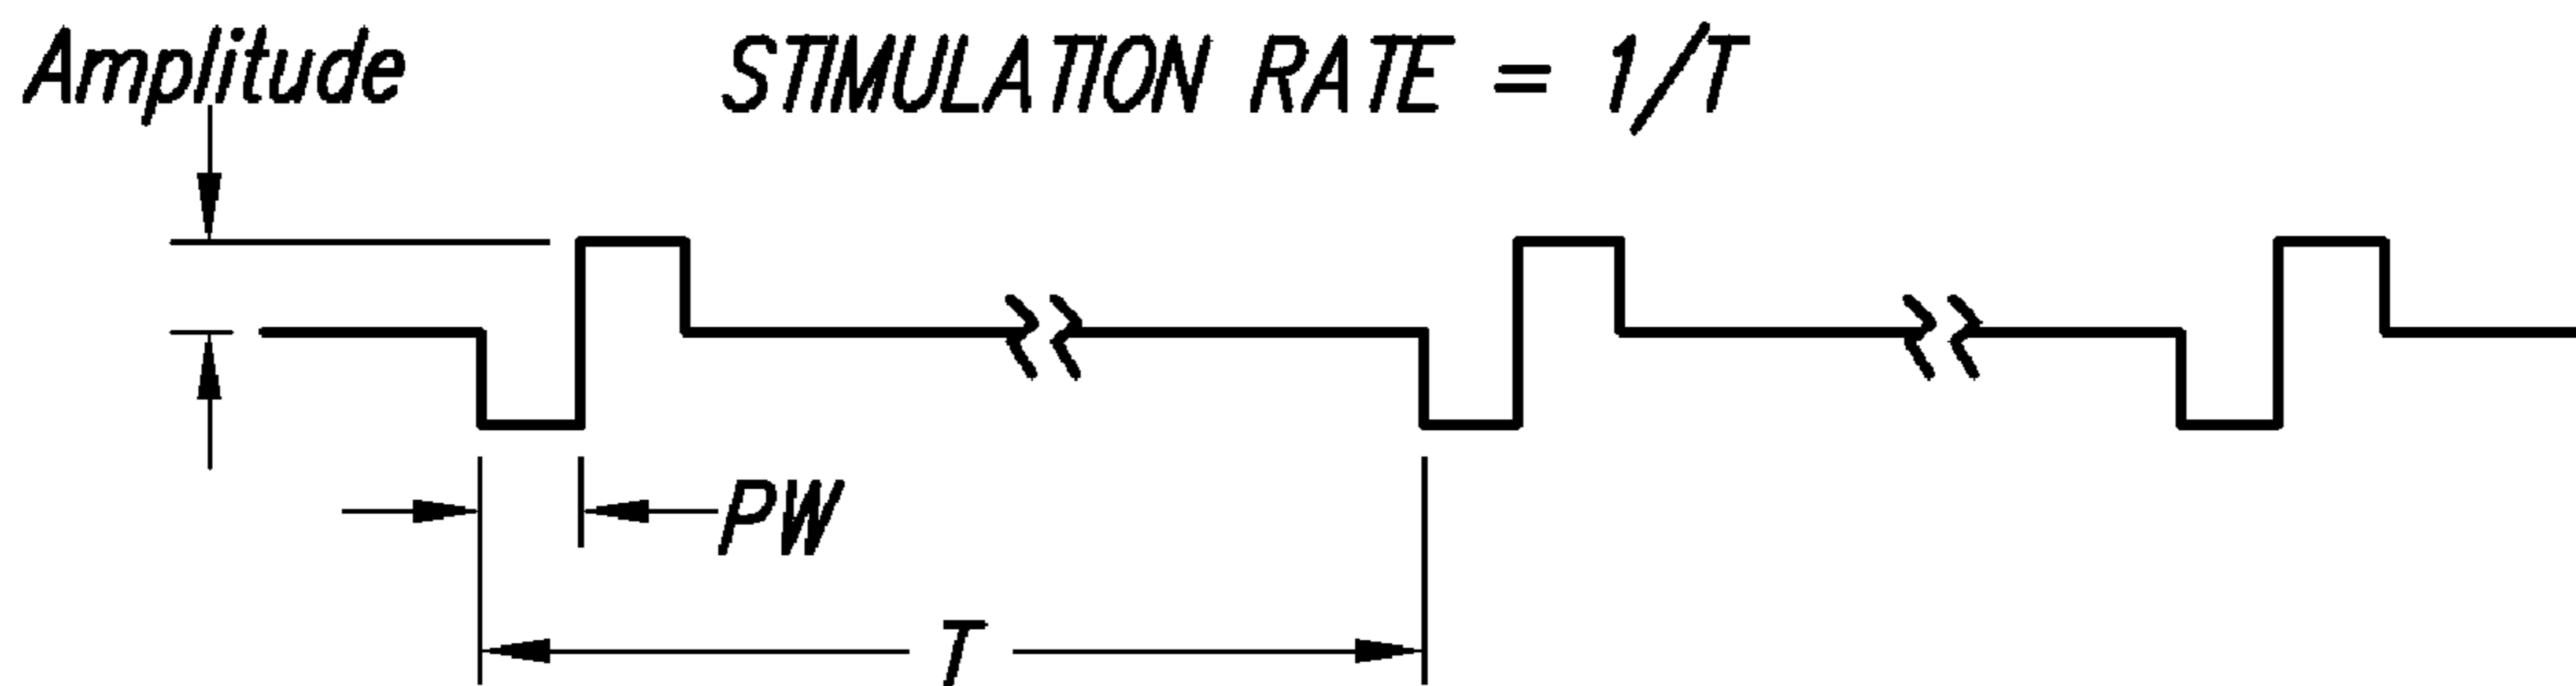 Amplitude
STIMULATION RATE = 1/T
PW
T